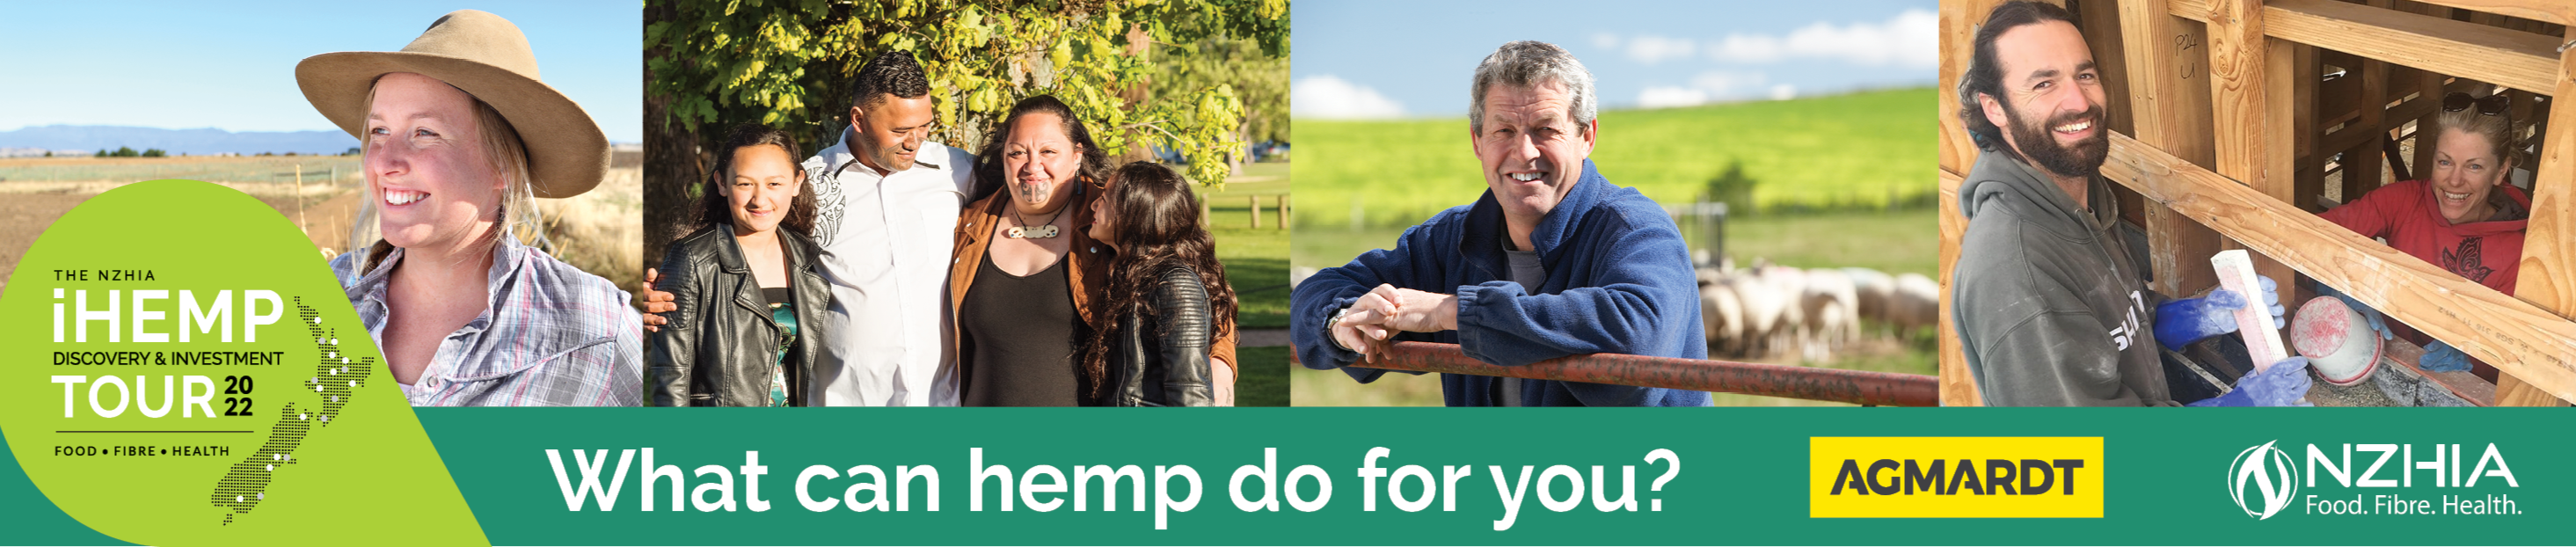 THE NZHIA
iHEMP
DISCOVERY & INVESTMENT
TOUR 20
22
FOOD • FIBRE • HEALTH
What can hemp do for you?
AGMARDT
NZHIA
Food. Fibre. Health.